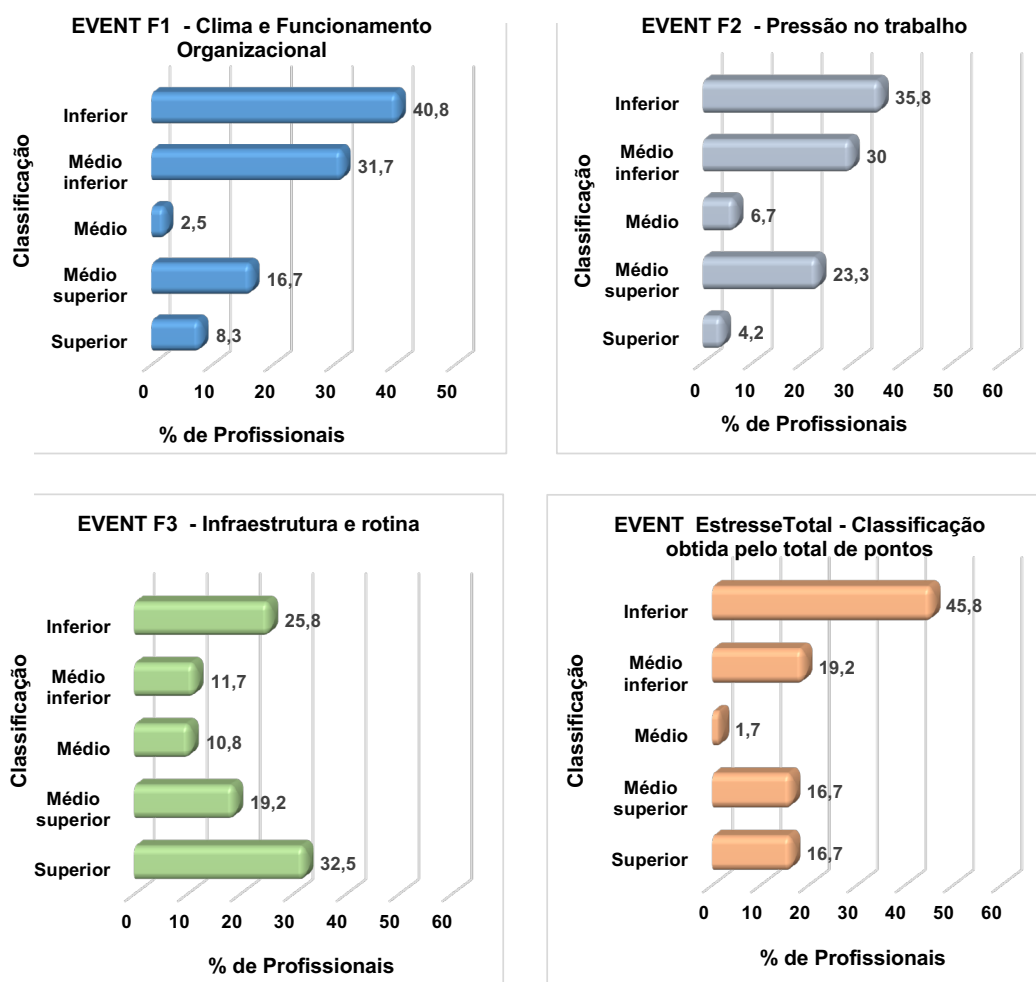 EVENT F1 - Clima e Funcionamento
Organizacional
Classificação
Inferior
40,8
Médio
inferior
31,7
Médio
2,5
Médio
superior
16,7
Superior
8,3
0 10 20 30 40 50
% de Profissionais
EVENT F2 - Pressão no trabalho
Classificação
Inferior
35,8
Médio
inferior
30
Médio
6,7
Médio
superior
23,3
Superior
4,2
0 10 20 30 40 50 60
% de Profissionais
EVENT F3 - Infraestrutura e rotina
Classificação
Inferior
25,8
Médio
inferior
11,7
Médio
10,8
Médio
superior
19,2
Superior
32,5
0 10 20 30 40 50 60
% de Profissionais
EVENT EstresseTotal - Classificação
obtida pelo total de pontos
Classificação
Inferior
45,8
Médio
inferior
19,2
Médio
1,7
Médio
superior
16,7
Superior
16,7
0 10 20 30 40 50 60
% de Profissionais